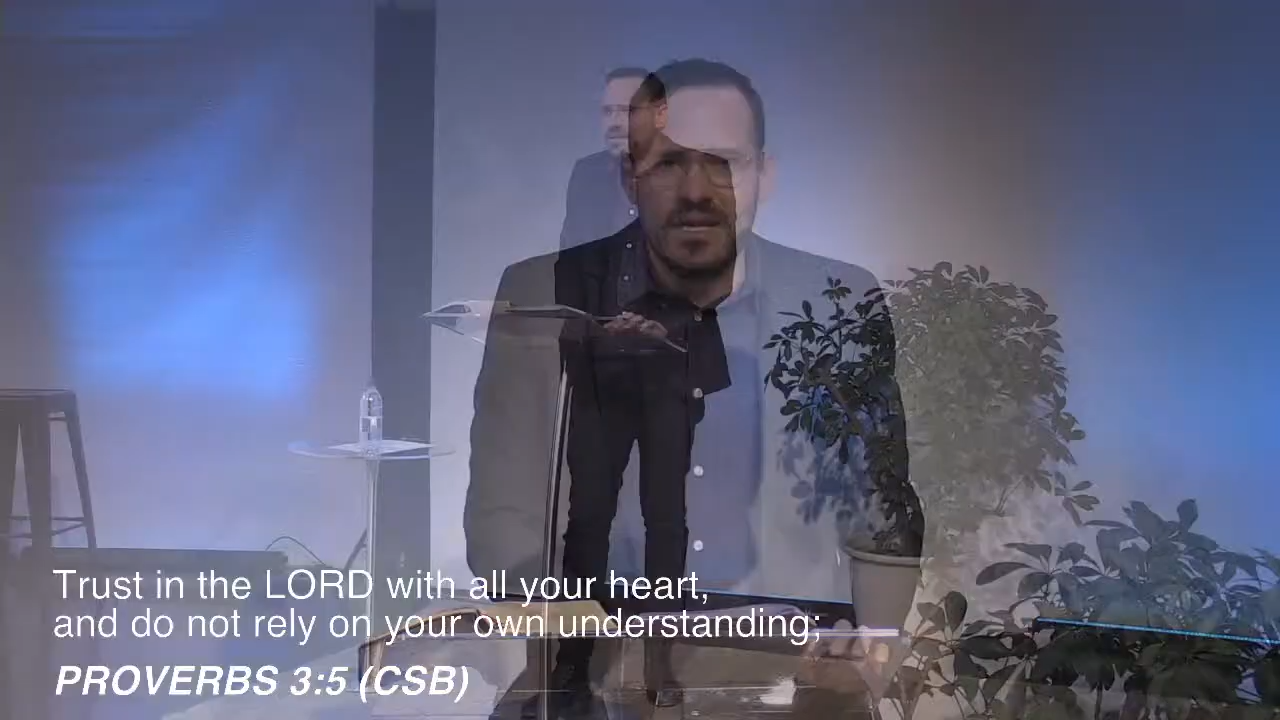 Trust in the LORD with all your heart,
and do not rely on your own understanding;
PROVERBS 3:5 (CSB)